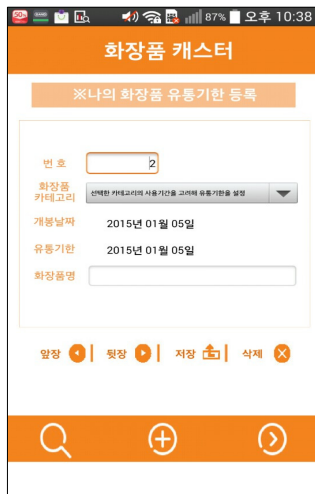 50+
87% 오후 10:38
화장품 캐스터
※나의 화장품 유통기한 등록
번 호 2
화장품
카테고리
선택한 카테고리의 사용기간을 고려해 유통기한을 설정
개봉날짜 2015년 01월 05일
유통기한 2015년 01월 05일
화장품명
앞장 뒷장 저장 삭제